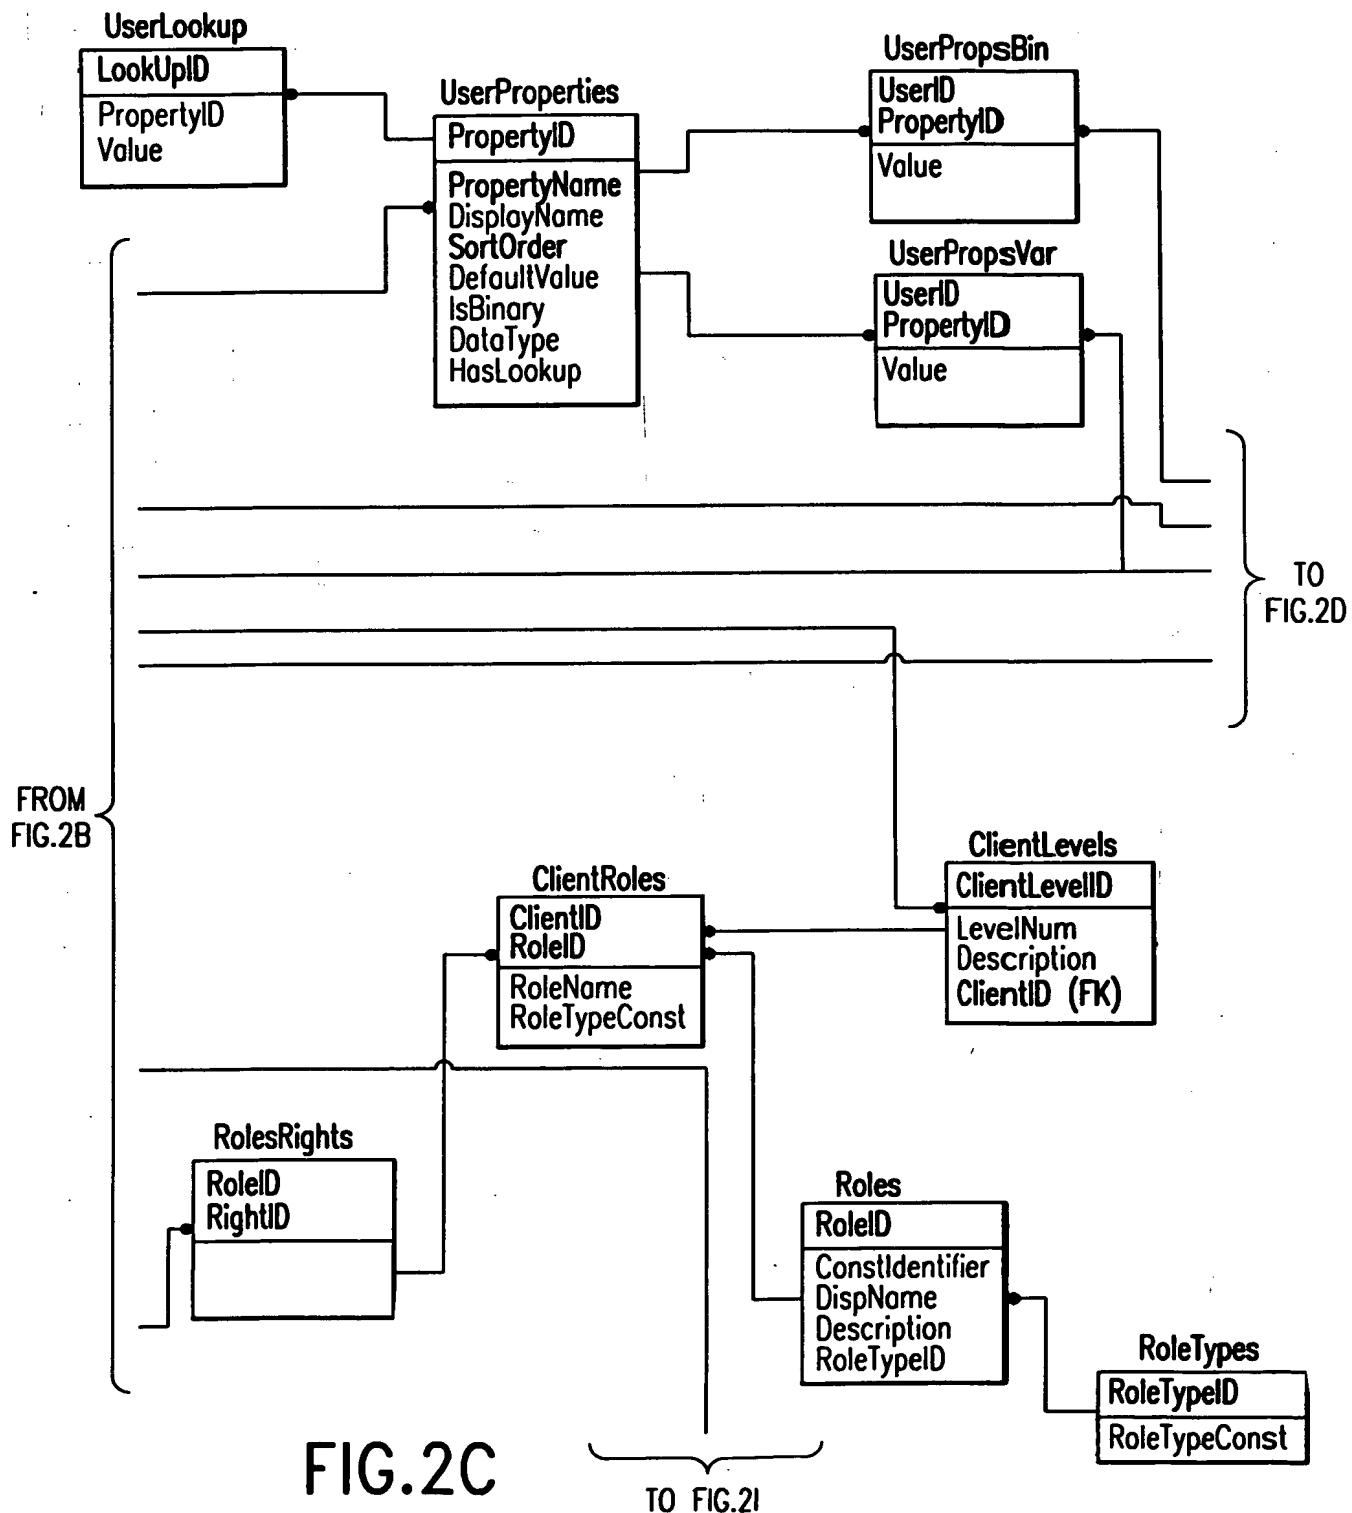 UserLookup
LookUpID
PropertyID
Value
UserProperties
PropertyID
PropertyName
DisplayName
SortOrder
DefaultValue
IsBinary
DataType
HasLookup
UserPropsBin
UserID
PropertyID
Value
UserPropsVar
UserID
PropertyID
Value
TO
FIG.2D
FROM
FIG.2B
ClientLevels
ClientLevelID
LevelNum
Description
ClientID (FK)
ClientRoles
ClientID
RoleID
RoleName
RoleTypeConst
RolesRights
RoleID
RightID
Roles
RoleID
ConstIdentifier
DispName
Description
RoleTypeID
RoleTypes
RoleTypeID
RoleTypeConst
FIG.2C
TO FIG.2I